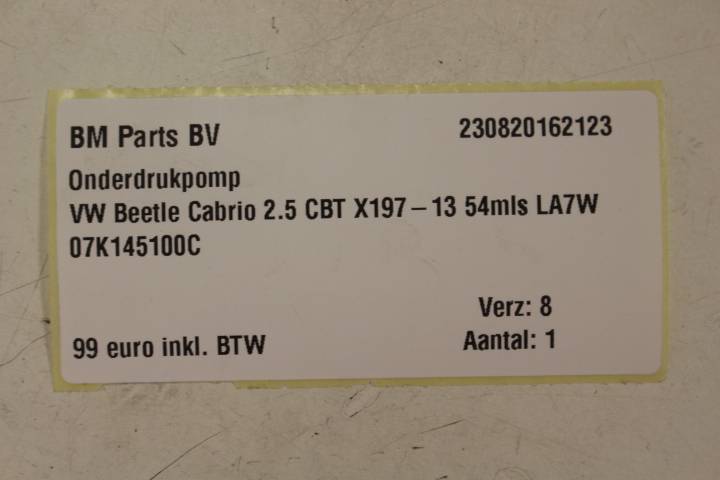 BM Parts BV 230820162123
Onderdrukpomp
VW Beetle Cabrio 2.5 CBT X197 – 13 54mls LA7W
07K145100C
Verz: 8
99 euro inkl. BTW Aantal: 1